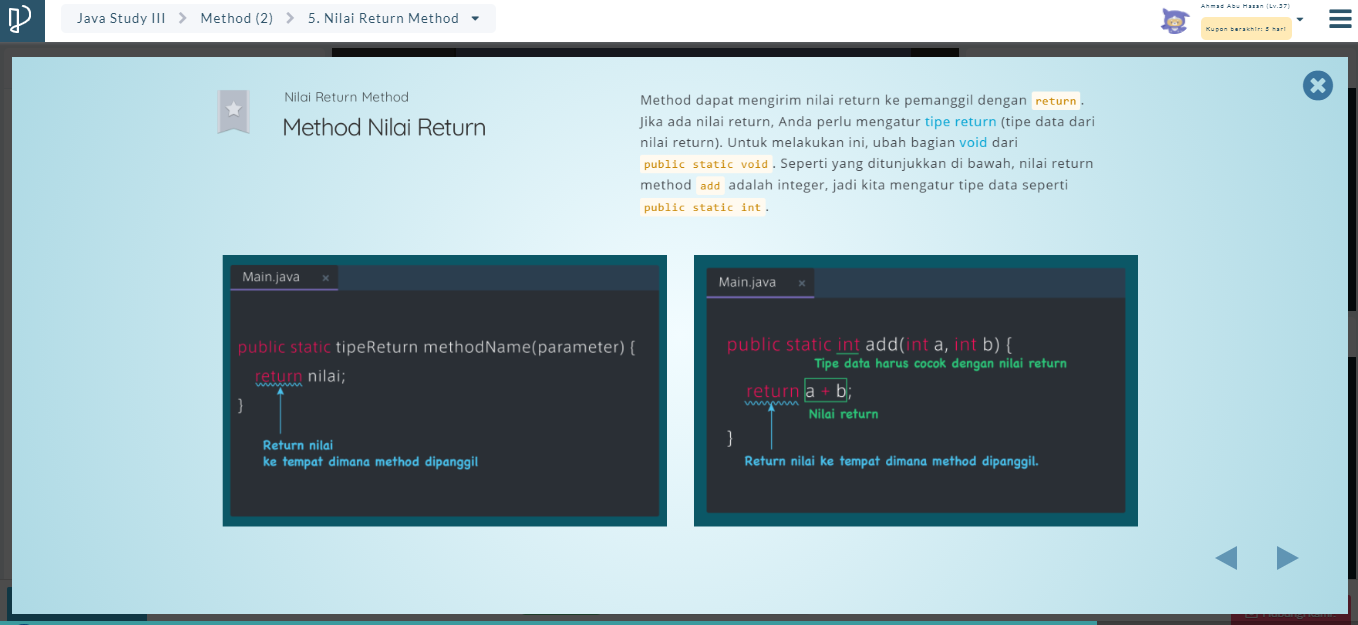 Java Study III Method (2) 5. Nilai Return Method
Ahmad Abu Hasan (Lv.37)
Kupon berakhir: 3 hari
Nilai Return Method
Method Nilai Return
Method dapat mengirim nilai return ke pemanggil dengan return.
Jika ada nilai return, Anda perlu mengatur tipe return (tipe data dari
nilai return). Untuk melakukan ini, ubah bagian void dari
public static void. Seperti yang ditunjukkan di bawah, nilai return
method add adalah integer, jadi kita mengatur tipe data seperti
public static int.
Main.java ×
public static tipeReturn methodName(parameter) {
return nilai;
}
Return nilai
ke tempat dimana method dipanggil
Main.java ×
public static int add(int a, int b) {
Tipe data harus cocok dengan nilai return
return a + b;
Nilai return
}
Return nilai ke tempat dimana method dipanggil.